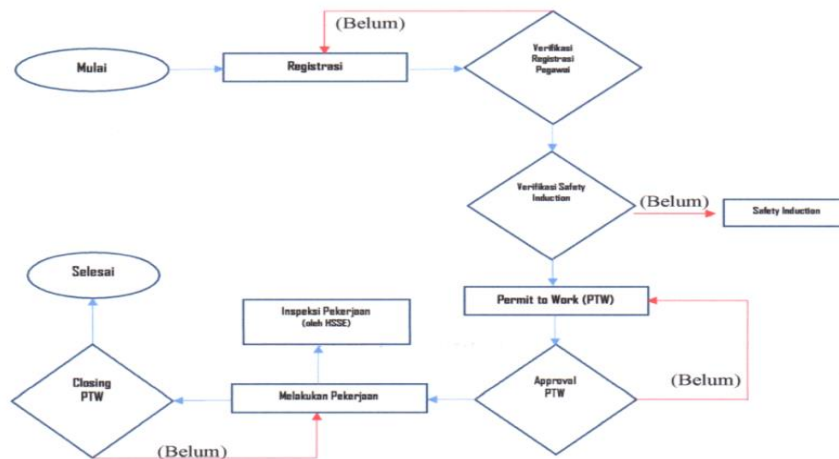 (Belum)
Mulai
Registrasi
Verifikasi
Registrasi
Pegawai
Verifikasi Safety
Induction
(Belum)
Safety Induction
Permit to Work (PTW)
Approval
PTW
(Belum)
Selesai
Inspeksi Pekerjaan
(oleh HSSE)
Melakukan Pekerjaan
Closing
PTW
(Belum)